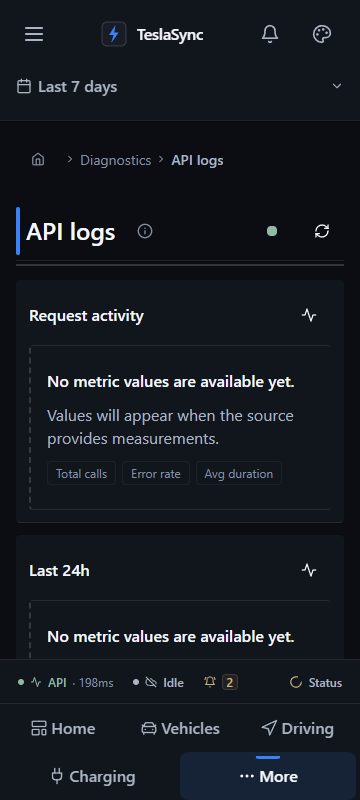 TeslaSync
Last 7 days
Diagnostics
API logs
API logs
Request activity
No metric values are available yet.
Values will appear when the source
provides measurements.
Total calls
Error rate
Avg duration
Last 24h
No metric values are available yet.
API · 198ms
Idle
2
Status
Home
Vehicles
Driving
Charging
More